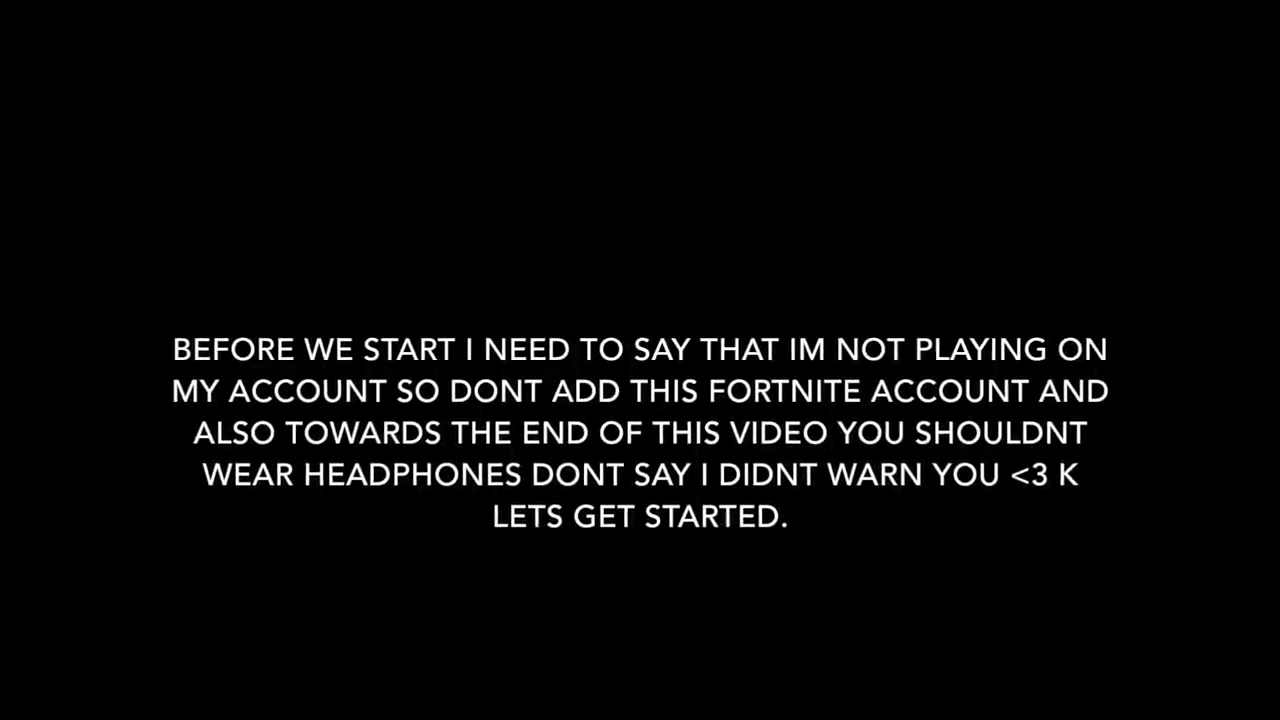 BEFORE WE START I NEED TO SAY THAT IM NOT PLAYING ON
MY ACCOUNT SO DONT ADD THIS FORTNITE ACCOUNT AND
ALSO TOWARDS THE END OF THIS VIDEO YOU SHOULDNT
WEAR HEADPHONES DONT SAY I DIDNT WARN YOU <3 K
LETS GET STARTED.